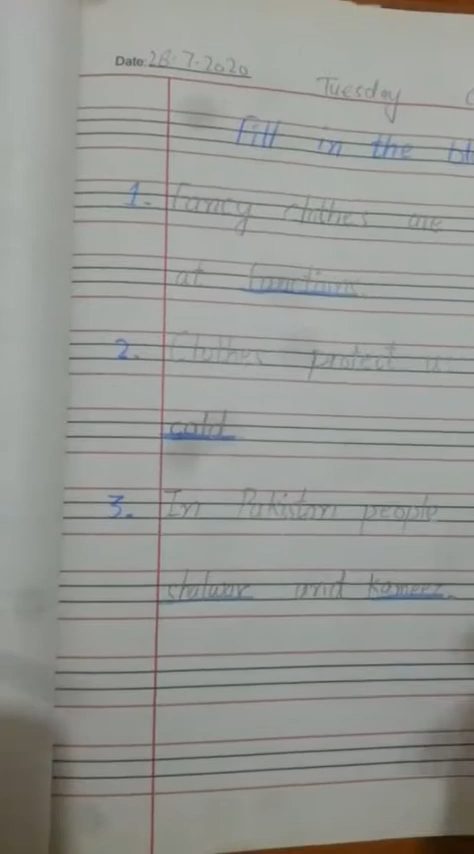 Date: 28-7-2020
Tuesday
Fill in the
1. Fancy clothes are
at functions
2. Clothes protect us
cold
3. In Pakistan people
shalwar and kameez.